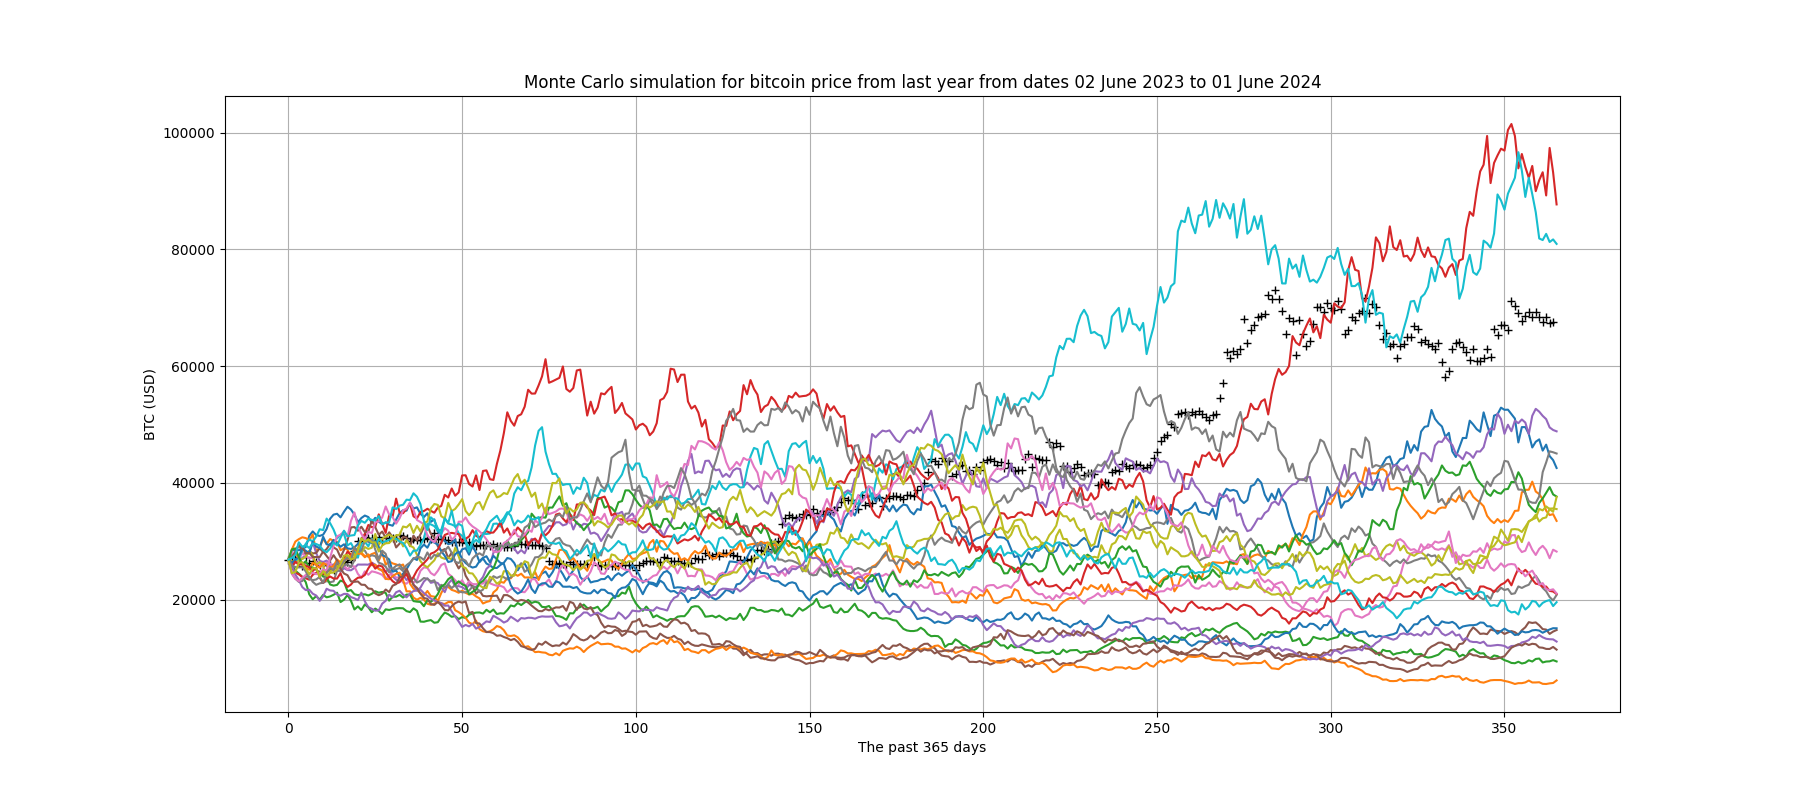 Monte Carlo simulation for bitcoin price from last year from dates 02 June 2023 to 01 June 2024
100000
80000
60000
40000
20000
BTC (USD)
0 50 100 150 200 250 300 350
The past 365 days